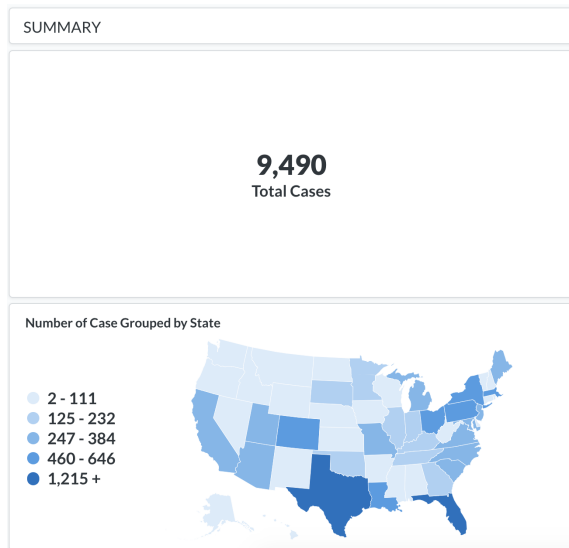 SUMMARY
9,490
Total Cases
Number of Case Grouped by State
2 - 111
125 - 232
247 - 384
460 - 646
1,215 +